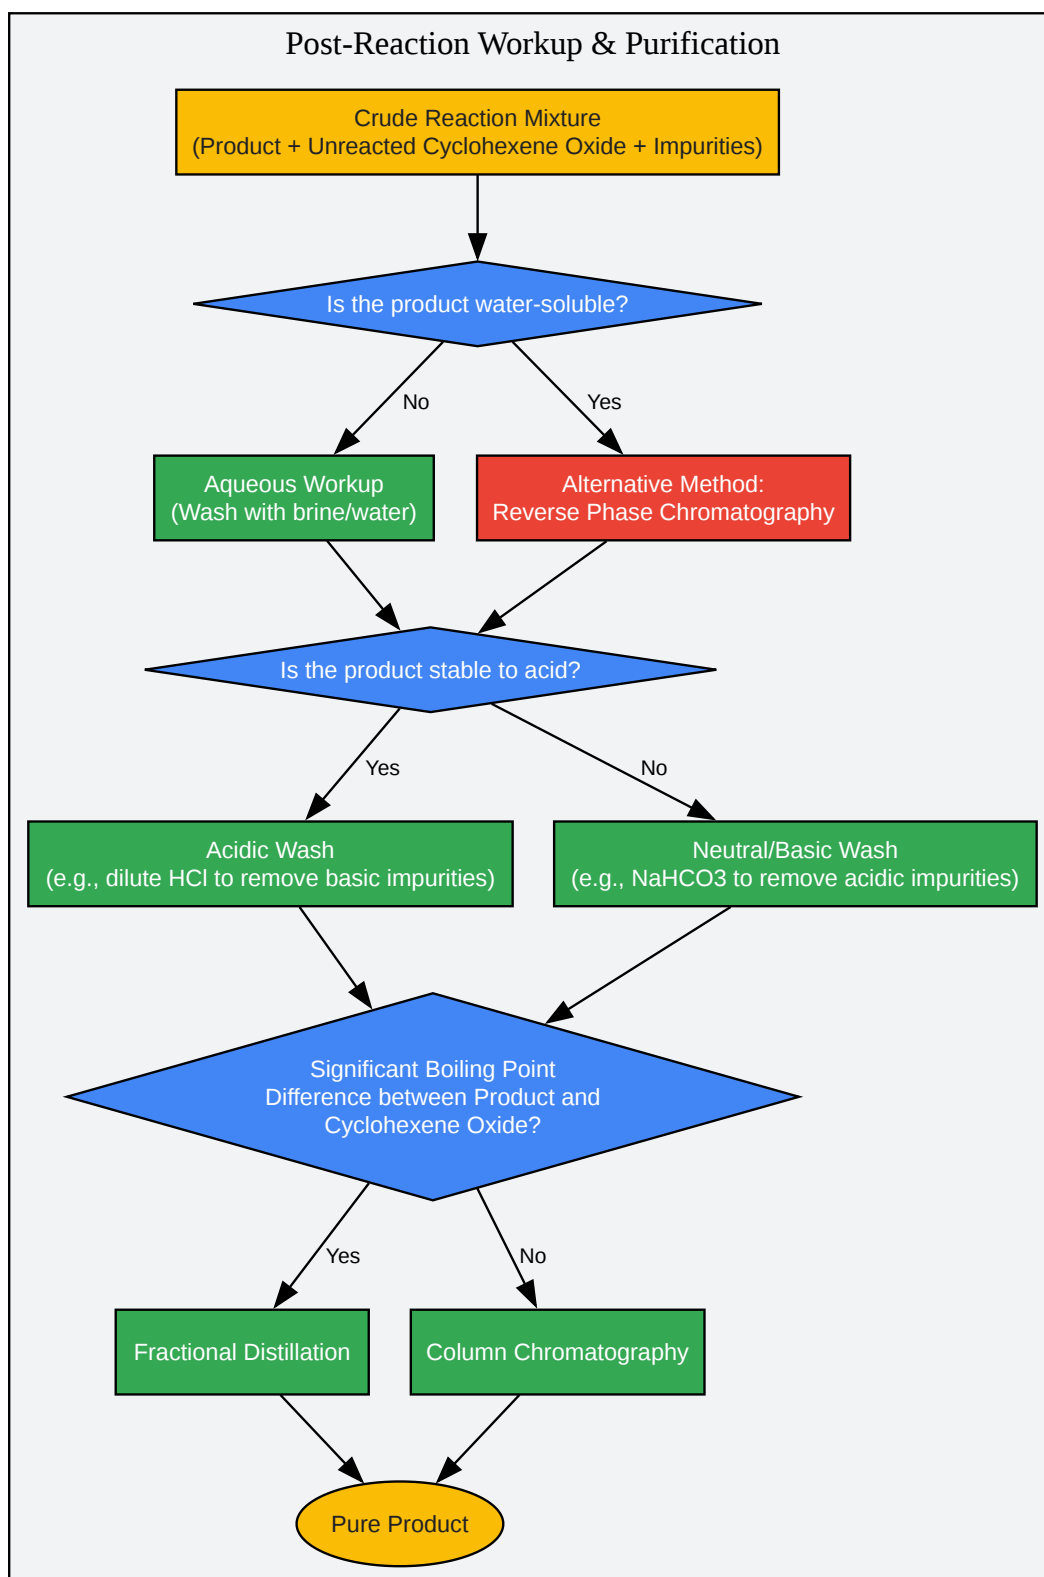 Post-Reaction Workup & Purification
Crude Reaction Mixture
(Product + Unreacted Cyclohexene Oxide + Impurities)
Is the product water-soluble?
No
Yes
Aqueous Workup
(Wash with brine/water)
Alternative Method:
Reverse Phase Chromatography
Is the product stable to acid?
Yes
No
Acidic Wash
(e.g., dilute HCl to remove basic impurities)
Neutral/Basic Wash
(e.g., NaHCO3 to remove acidic impurities)
Significant Boiling Point
Difference between Product and
Cyclohexene Oxide?
Yes
No
Fractional Distillation
Column Chromatography
Pure Product